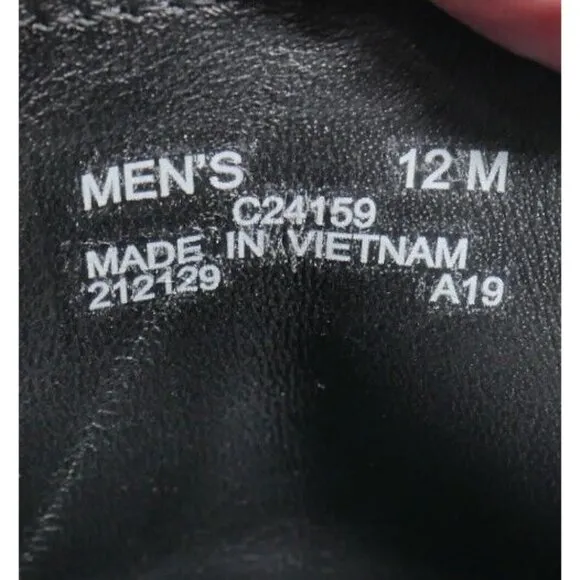 MEN'S 12 M
C24159
MADE IN VIETNAM
212129 A19